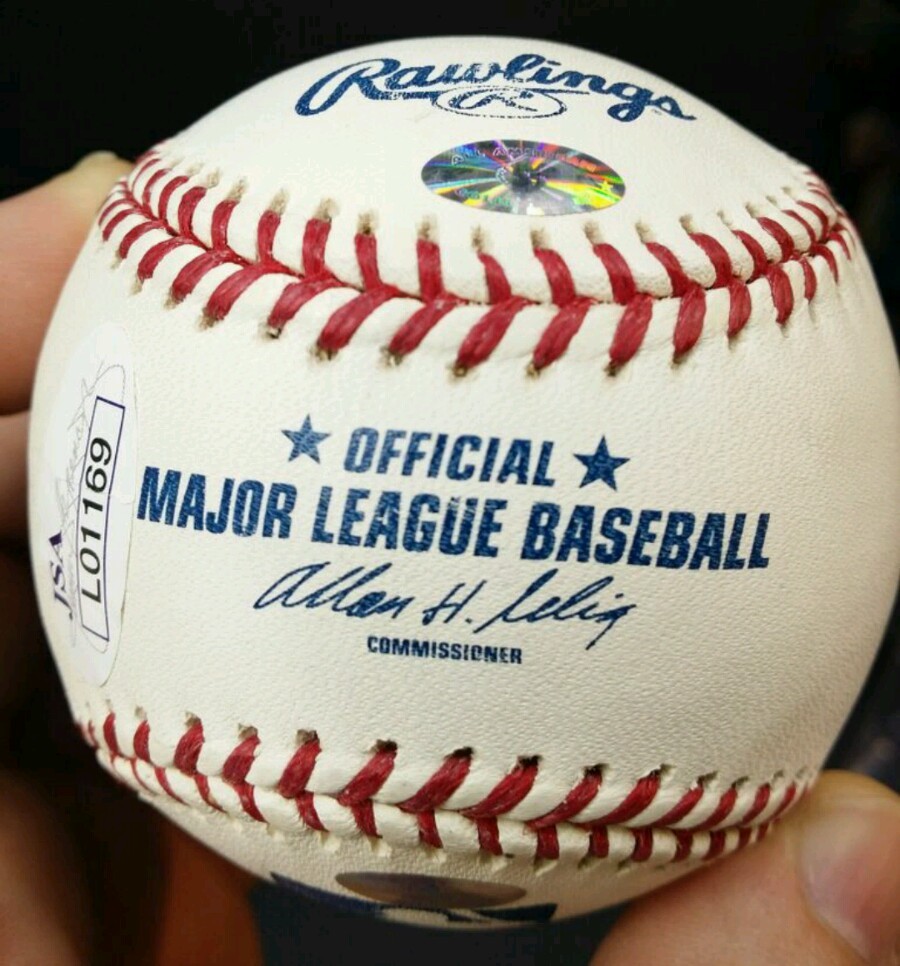 Rawlings
R
OFFICIAL
MAJOR LEAGUE BASEBALL
Allan H. Selig
COMMISSIONER
JSA
L01169